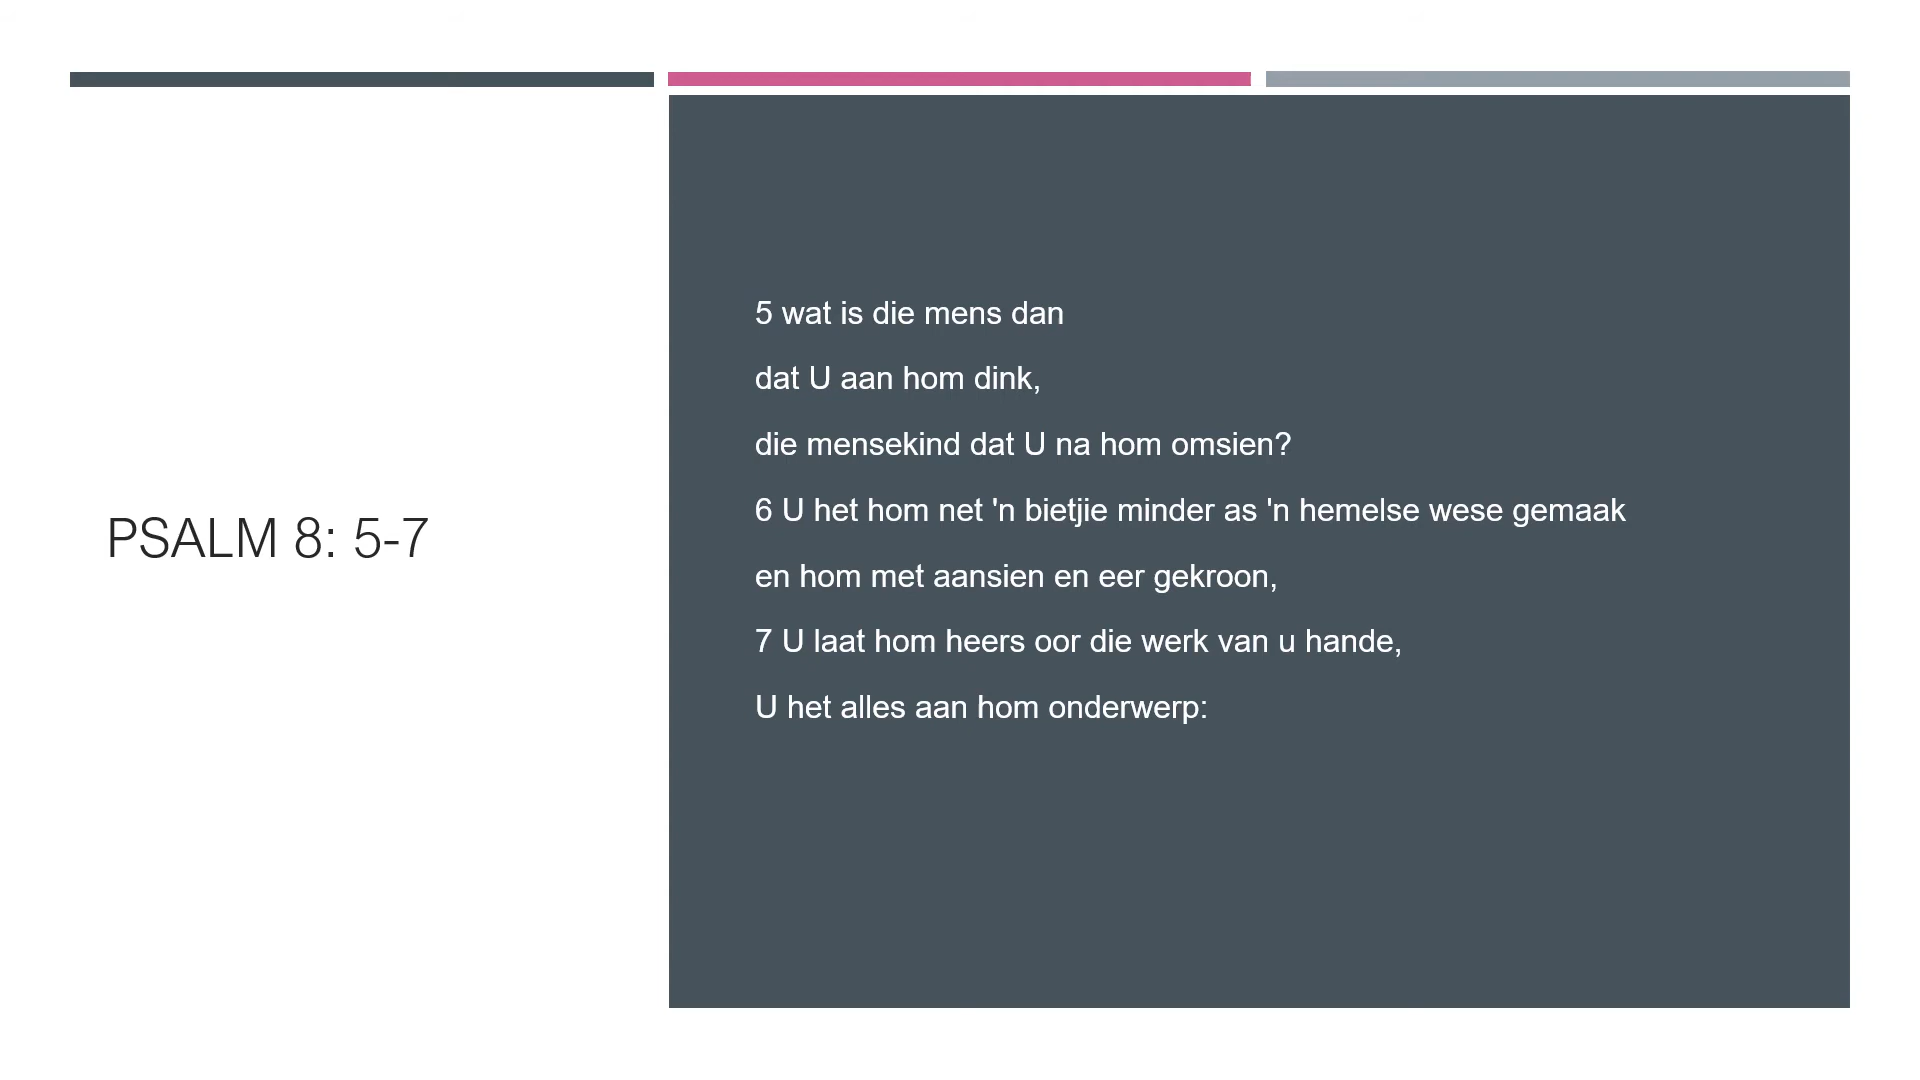 PSALM 8: 5-7
5 wat is die mens dan
dat U aan hom dink,
die mensekind dat U na hom omsien?
6 U het hom net 'n bietjie minder as 'n hemelse wese gemaak
en hom met aansien en eer gekroon,
7 U laat hom heers oor die werk van u hande,
U het alles aan hom onderwerp: